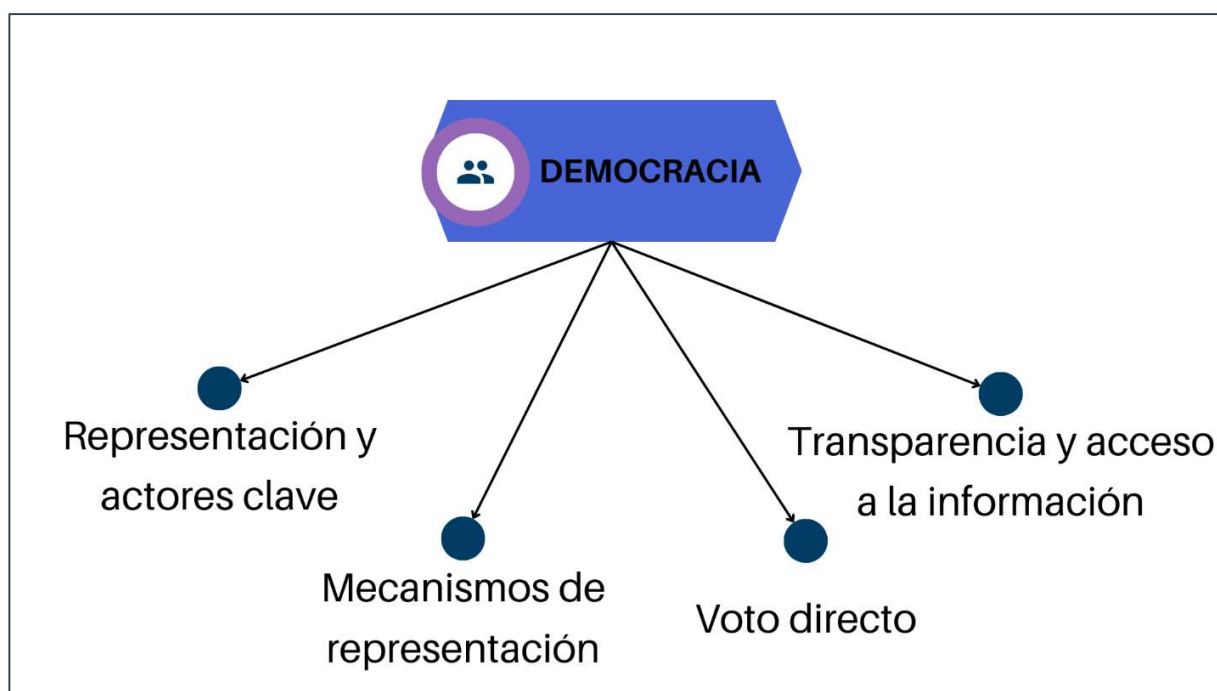 DEMOCRACIA
Representación y
actores clave
Mecanismos de
representación
Voto directo
Transparencia y acceso
a la información